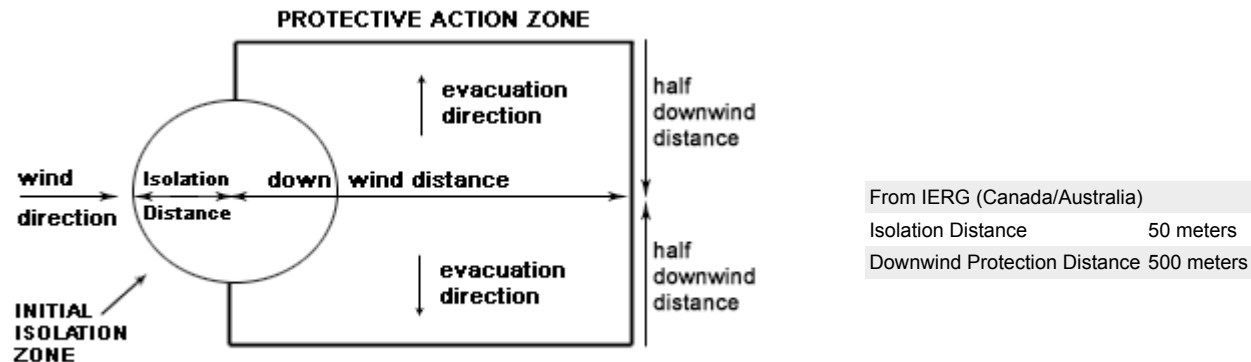 PROTECTIVE ACTION ZONE
evacuation
direction
half
downwind
distance
wind
direction
Isolation
Distance
down wind distance
evacuation
direction
half
downwind
distance
INITIAL
ISOLATION
ZONE
From IERG (Canada/Australia)
Isolation Distance 50 meters
Downwind Protection Distance 500 meters